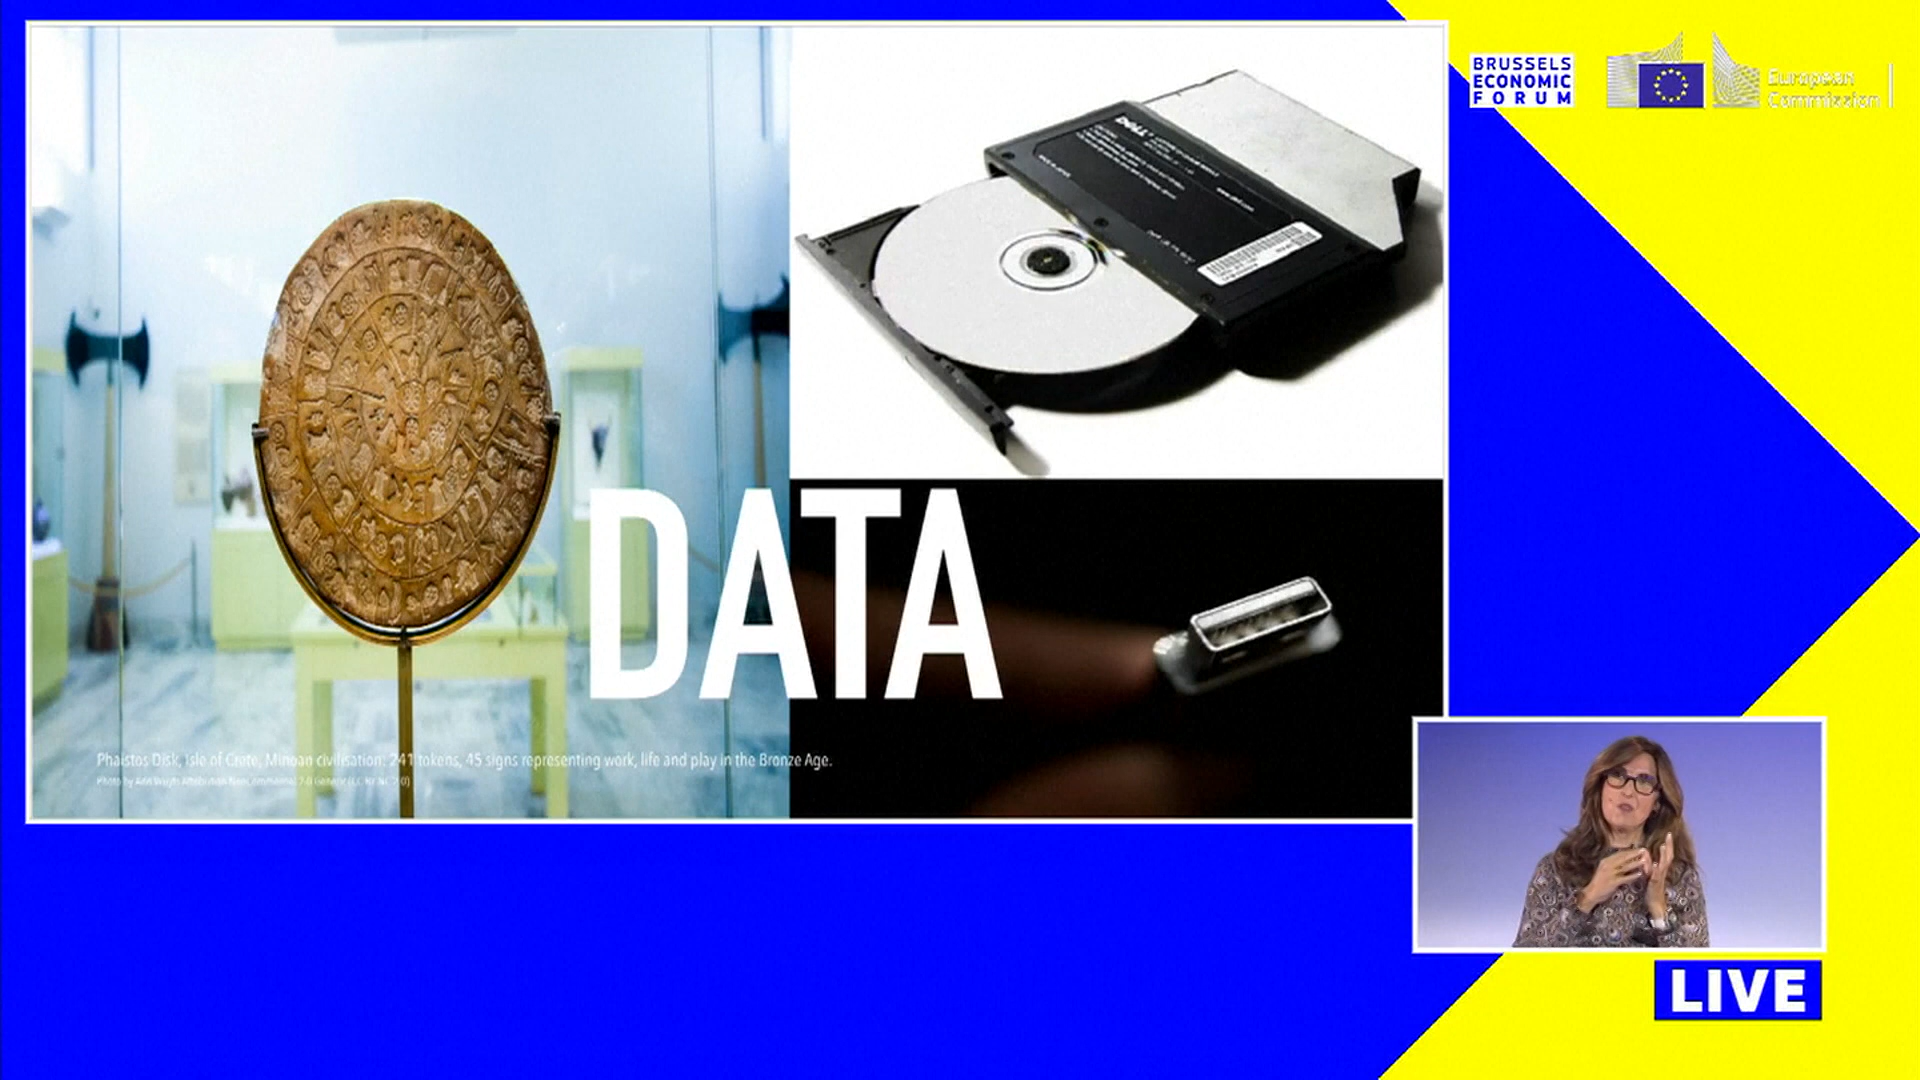 BRUSSELS
ECONOMIC
FORUM
European
Commission
DELL
DATA
Phaistos Disk, Isle of Crete, Minoan civilisation: 241 tokens, 45 signs representing work, life and play in the Bronze Age.
LIVE